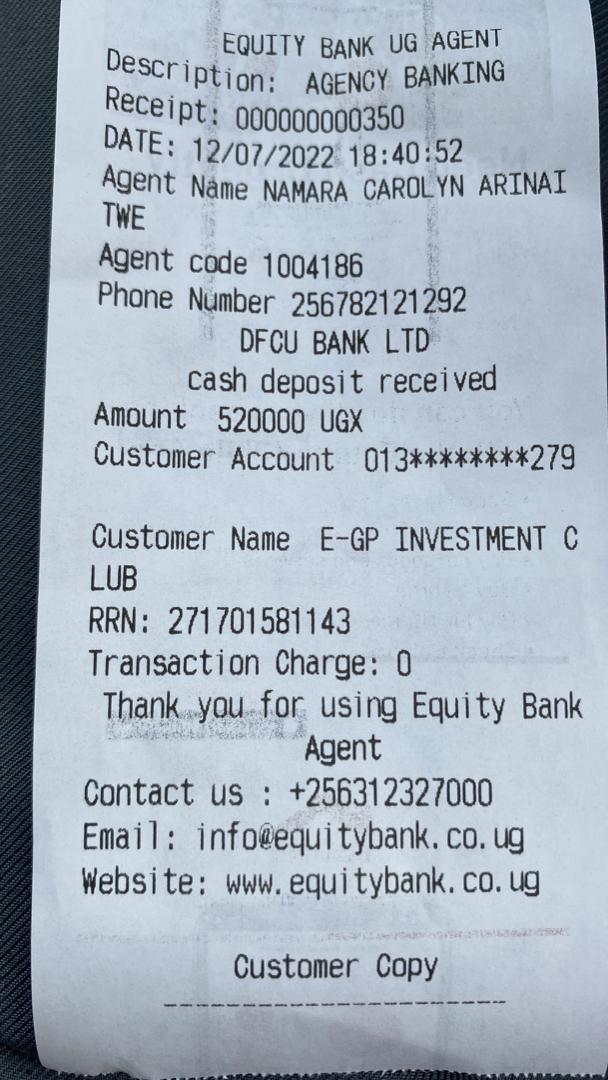 EQUITY BANK UG AGENT
Description: AGENCY BANKING
Receipt: 000000000350
DATE: 12/07/2022 18:40:52
Agent Name NAMARA CAROLYN ARINAI
TWE
Agent code 1004186
Phone Number 256782121292
DFCU BANK LTD
cash deposit received
Amount 520000 UGX
Customer Account 013********279
Customer Name E-GP INVESTMENT C
LUB
RRN: 271701581143
Transaction Charge: 0
Thank you for using Equity Bank
Agent
Contact us : +256312327000
Email: info@equitybank.co.ug
Website: www.equitybank.co.ug
Customer Copy